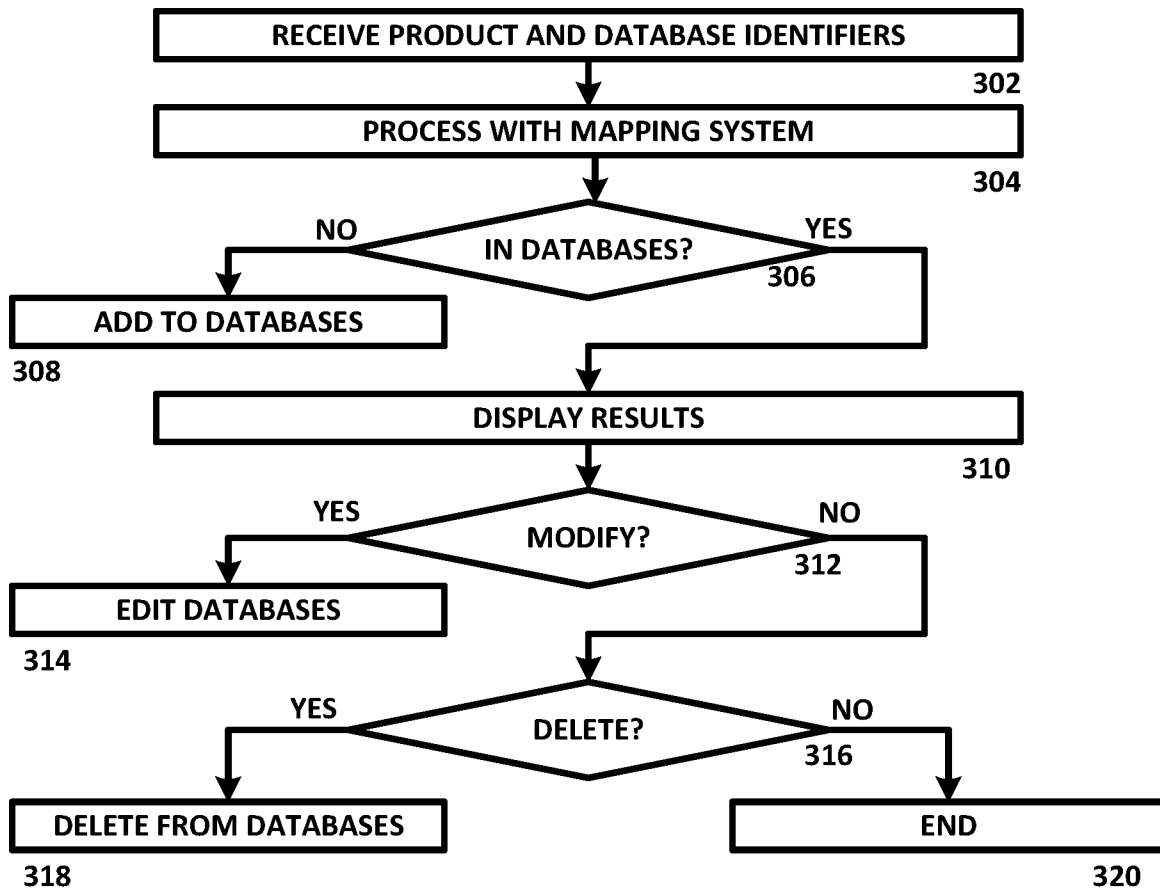 RECEIVE PRODUCT AND DATABASE IDENTIFIERS
302
PROCESS WITH MAPPING SYSTEM
304
NO
YES
IN DATABASES?
306
ADD TO DATABASES
308
DISPLAY RESULTS
310
YES
NO
MODIFY?
312
EDIT DATABASES
314
YES
NO
DELETE?
316
DELETE FROM DATABASES
END
318
320